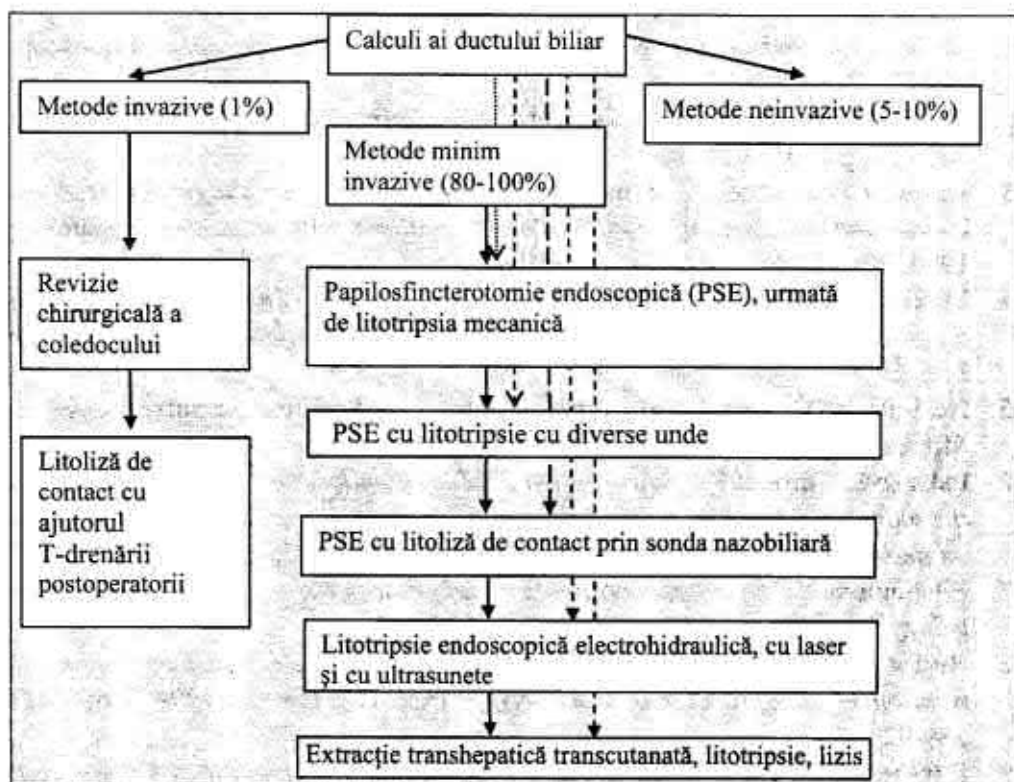 Calculi ai ductului biliar
Metode invazive (1%)
Metode neinvazive (5-10%)
Metode minim
invazive (80-100%)
Revizie
chirurgicală a
coledocului
Papilosfincterotomie endoscopică (PSE), urmată
de litotripsia mecanică
PSE cu litotripsie cu diverse unde
Litoliză de
contact cu
ajutorul
T-drenării
postoperatorii
PSE cu litoliză de contact prin sonda nazobiliară
Litotripsie endoscopică electrohidraulică, cu laser
și cu ultrasunete
Extracție transhepatică transcutanată, litotripsie, lizis